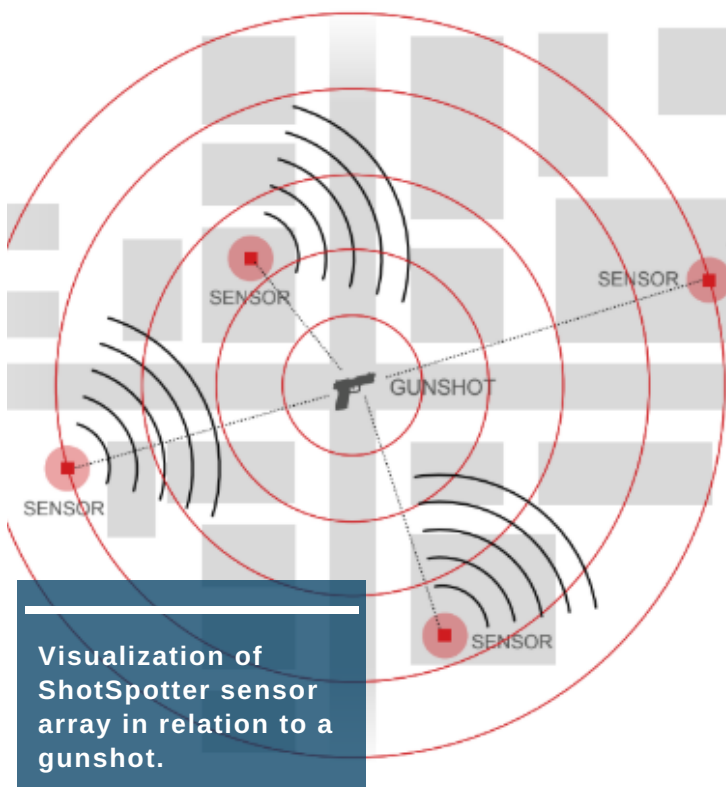 SENSOR
SENSOR
GUNSHOT
SENSOR
SENSOR
Visualization of
ShotSpotter sensor
array in relation to a
gunshot.